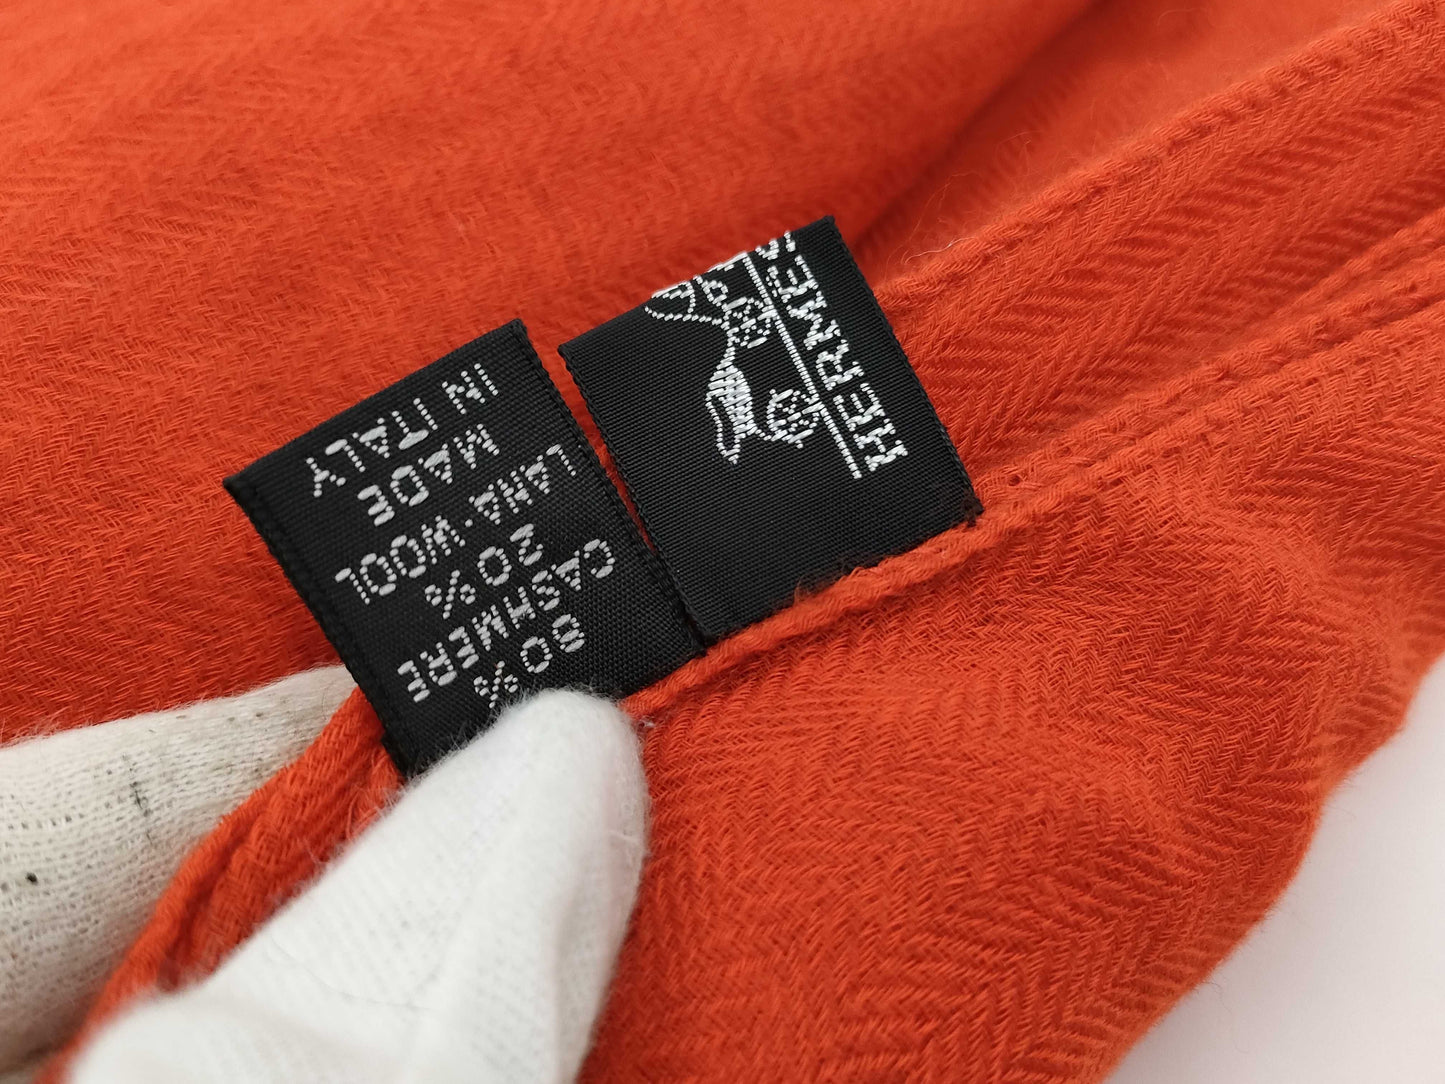 HERMES
80%
CASHMERE
20%
LANA·WOOL
MADE
IN ITALY